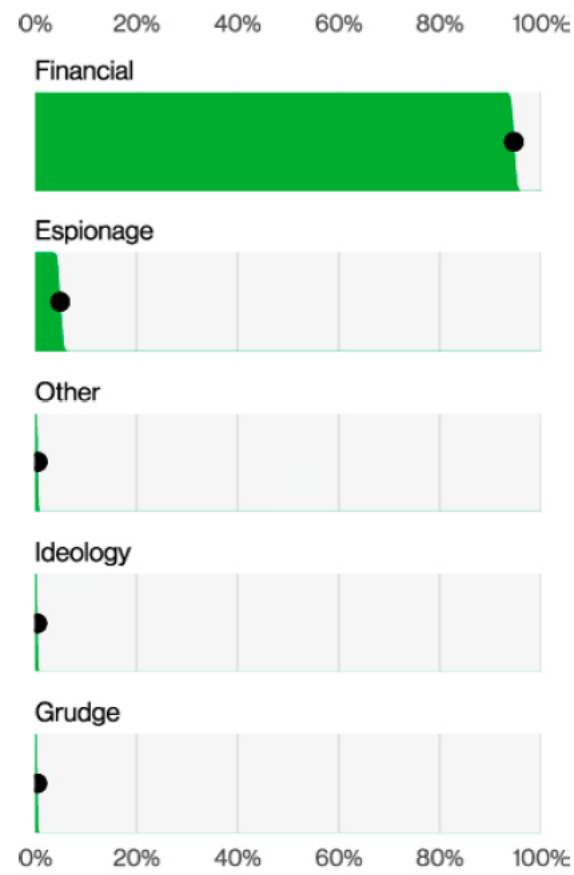 0% 20% 40% 60% 80% 100%
Financial
Espionage
Other
Ideology
Grudge
0% 20% 40% 60% 80% 100%